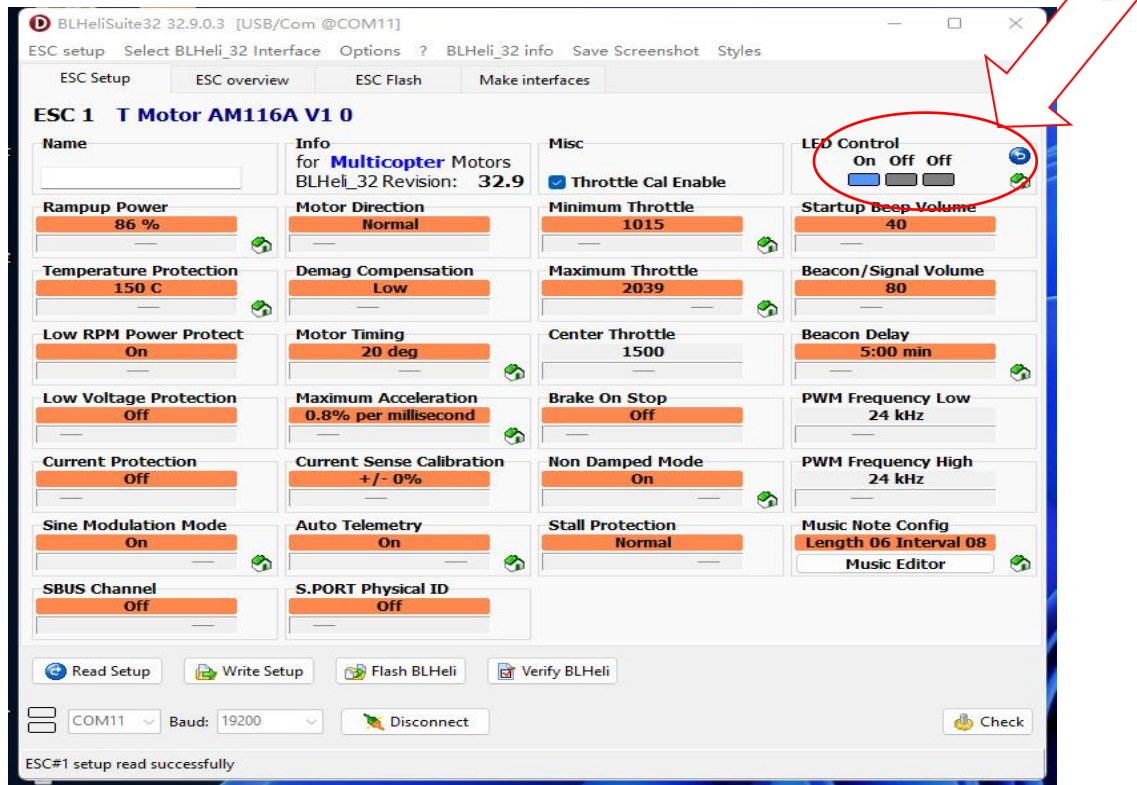 BLHeliSuite32 32.9.0.3 [USB/Com @COM11]
ESC setup Select BLHeli_32 Interface Options ? BLHeli_32 info Save Screenshot Styles
ESC Setup ESC overview ESC Flash Make interfaces
ESC 1 T Motor AM116A V1 0
Name Info Misc LED Control
for Multicopter Motors On Off Off
BLHeli_32 Revision: 32.9 Throttle Cal Enable
Rampup Power Motor Direction Minimum Throttle Startup Beep Volume
86 % Normal 1015 40
Temperature Protection Demag Compensation Maximum Throttle Beacon/Signal Volume
150 C Low 2039 80
Low RPM Power Protect Motor Timing Center Throttle Beacon Delay
On 20 deg 1500 5:00 min
Low Voltage Protection Maximum Acceleration Brake On Stop PWM Frequency Low
Off 0.8% per millisecond Off 24 kHz
Current Protection Current Sense Calibration Non Damped Mode PWM Frequency High
Off +/- 0% On 24 kHz
Sine Modulation Mode Auto Telemetry Stall Protection Music Note Config
On On Normal Length 06 Interval 08
Music Editor
SBUS Channel S.PORT Physical ID
Off Off
Read Setup Write Setup Flash BLHeli Verify BLHeli
COM11 Baud: 19200 Disconnect Check
ESC#1 setup read successfully